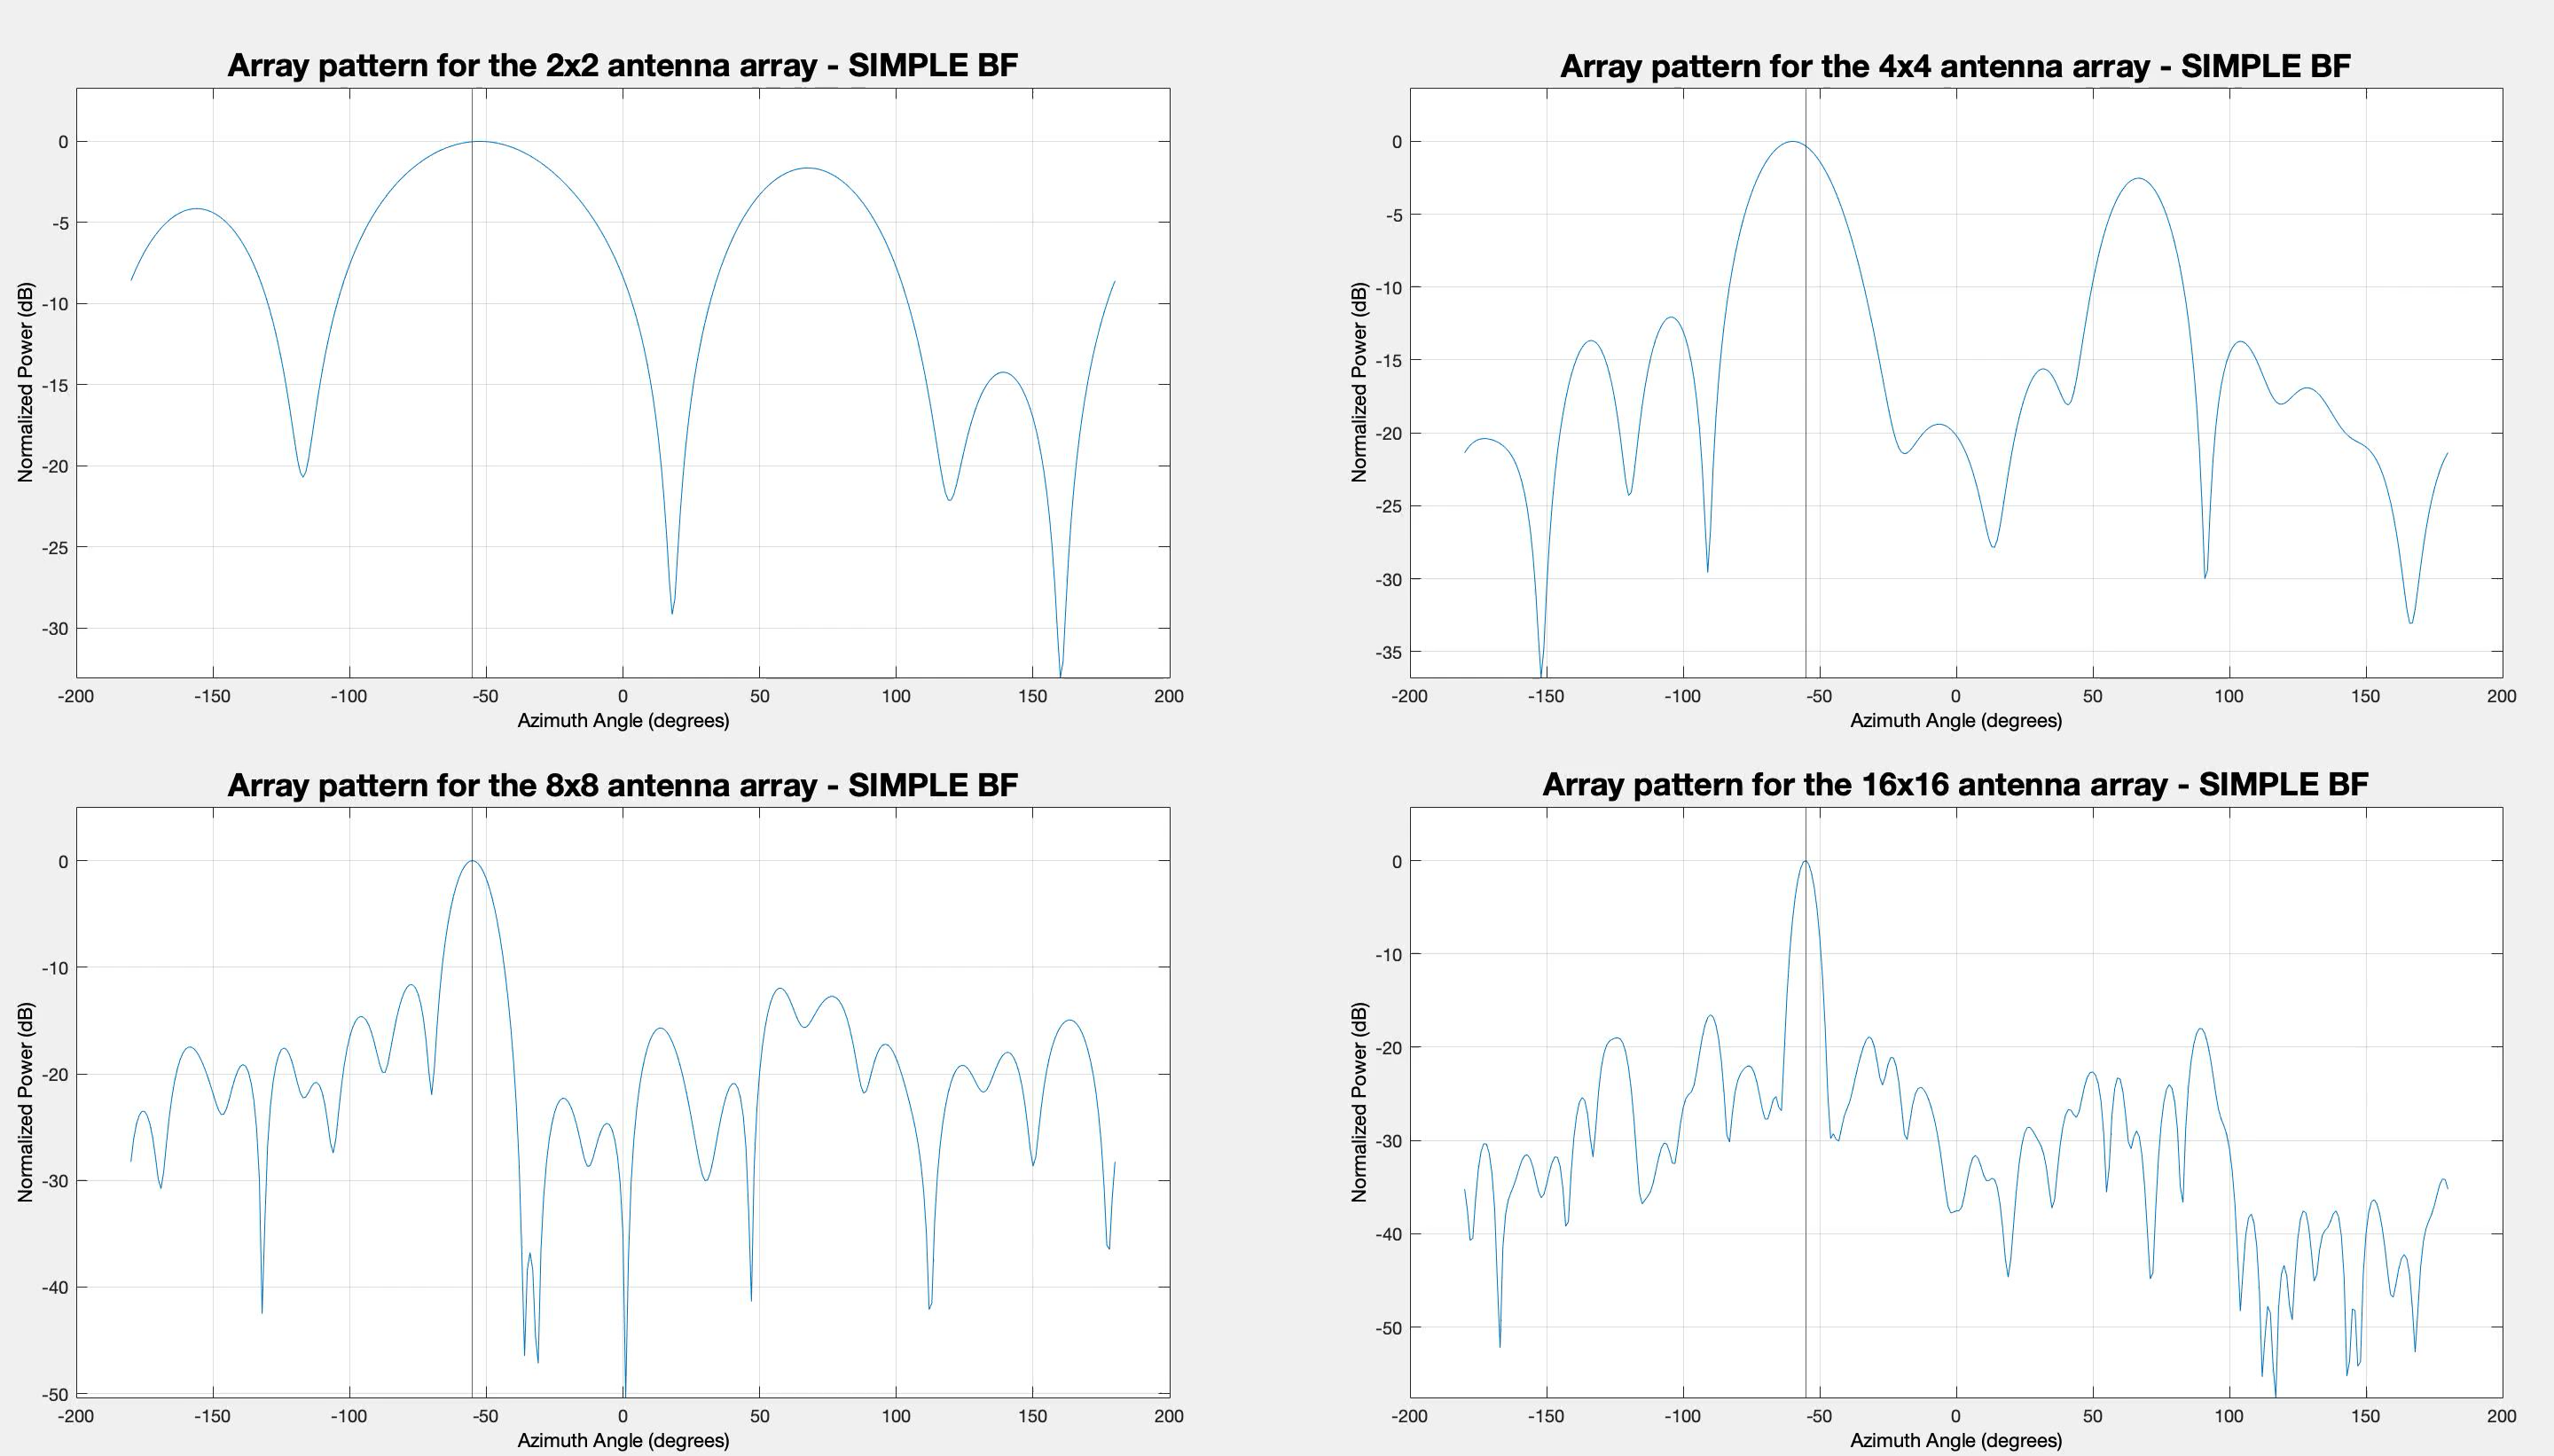 Array pattern for the 2x2 antenna array - SIMPLE BF
0
-5
-10
-15
-20
-25
-30
Normalized Power (dB)
-200 -150 -100 -50 0 50 100 150 200
Azimuth Angle (degrees)
Array pattern for the 4x4 antenna array - SIMPLE BF
0
-5
-10
-15
-20
-25
-30
-35
Normalized Power (dB)
-200 -150 -100 -50 0 50 100 150 200
Azimuth Angle (degrees)
Array pattern for the 8x8 antenna array - SIMPLE BF
0
-10
-20
-30
-40
-50
Normalized Power (dB)
-200 -150 -100 -50 0 50 100 150 200
Azimuth Angle (degrees)
Array pattern for the 16x16 antenna array - SIMPLE BF
0
-10
-20
-30
-40
-50
Normalized Power (dB)
-200 -150 -100 -50 0 50 100 150 200
Azimuth Angle (degrees)